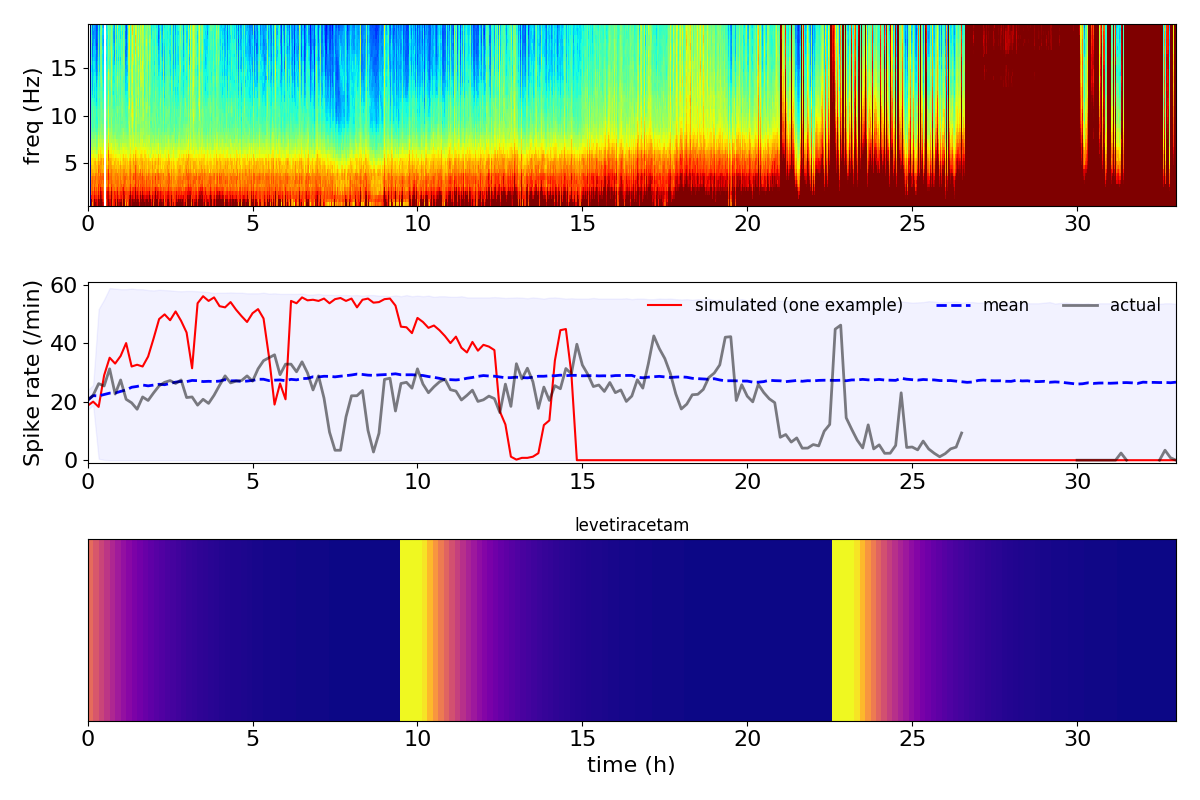 freq (Hz)
15
10
5
0 5 10 15 20 25 30
Spike rate (/min)
60
40
20
0
simulated (one example) mean actual
0 5 10 15 20 25 30
levetiracetam
0 5 10 15 20 25 30
time (h)